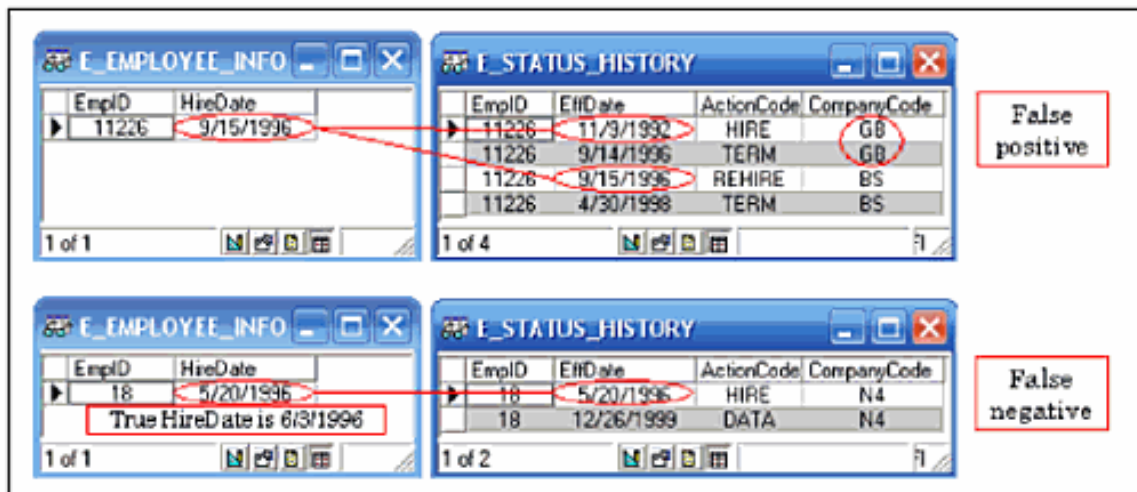 E_EMPLOYEE_INFO
EmpID HireDate
11226 9/15/1996
1 of 1
E_STATUS_HISTORY
EmpID EffDate ActionCode CompanyCode
11226 11/9/1992 HIRE GB
11226 9/14/1996 TERM GB
11226 9/15/1996 REHIRE BS
11226 4/30/1998 TERM BS
1 of 4
False
positive
E_EMPLOYEE_INFO
EmpID HireDate
18 5/20/1996
True HireDate is 6/3/1996
1 of 1
E_STATUS_HISTORY
EmpID EffDate ActionCode CompanyCode
18 5/20/1996 HIRE N4
18 12/26/1999 DATA N4
1 of 2
False
negative